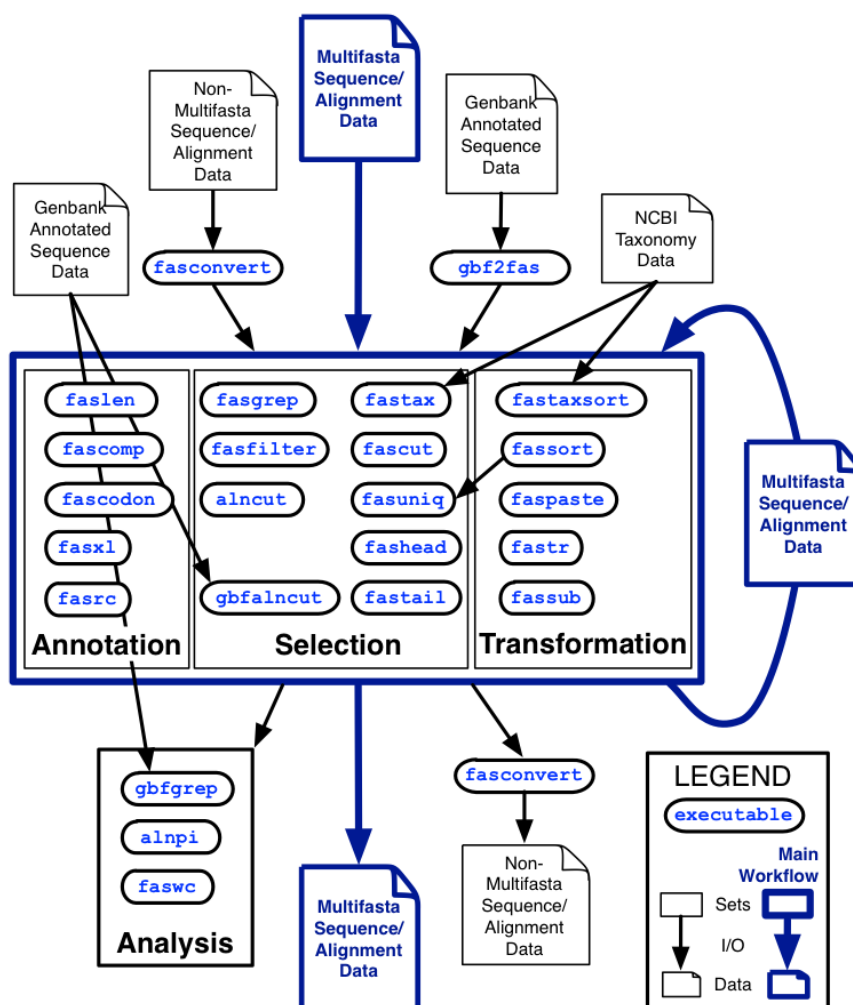 Multifasta
Sequence/
Alignment
Data
Non-
Multifasta
Sequence/
Alignment
Data
Genbank
Annotated
Sequence
Data
Genbank
Annotated
Sequence
Data
NCBI
Taxonomy
Data
fasconvert
gbf2fas
faslen
fascomp
fascodon
fasxl
fasrc
Annotation
fasgrep
fasfilter
alncut
gbfalncut
fastax
fascut
fasuniq
fashead
fastail
Selection
fastaxsort
fassort
faspaste
fastr
fassub
Transformation
Multifasta
Sequence/
Alignment
Data
gbfgrep
alnpi
faswc
Analysis
Multifasta
Sequence/
Alignment
Data
fasconvert
Non-
Multifasta
Sequence/
Alignment
Data
LEGEND
executable
Main
Workflow
Sets
I/O
Data